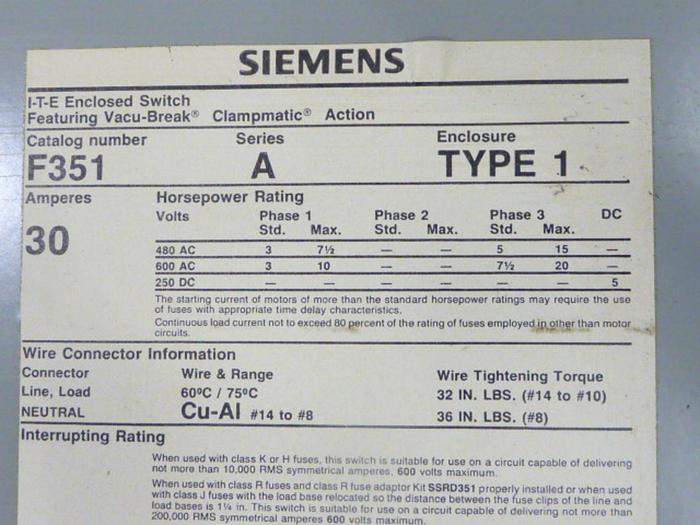 SIEMENS
I-T-E Enclosed Switch
Featuring Vacu-Break® Clampmatic® Action
Catalog number Series Enclosure
F351 A TYPE 1
Amperes Horsepower Rating
30
Volts Phase 1 Phase 2 Phase 3 DC
Std. Max. Std. Max. Std. Max.
480 AC 3 7½ — — 5 15 —
600 AC 3 10 — — 7½ 20 —
250 DC — — — — — — 5
The starting current of motors of more than the standard horsepower ratings may require the use
of fuses with appropriate time delay characteristics.
Continuous load current not to exceed 80 percent of the rating of fuses employed in other than motor
circuits.
Wire Connector Information
Connector Wire & Range Wire Tightening Torque
Line, Load 60ºC / 75ºC 32 IN. LBS. (#14 to #10)
NEUTRAL Cu-Al #14 to #8 36 IN. LBS. (#8)
Interrupting Rating
When used with class K or H fuses, this switch is suitable for use on a circuit capable of delivering
not more than 10,000 RMS symmetrical amperes, 600 volts maximum.
When used with class R fuses and class R fuse adaptor Kit SSRD351 properly installed or when used
with class J fuses with the load base relocated so the distance between the fuse clips of the line and
load bases is 1¼ in. This switch is suitable for use on a circuit capable of delivering not more than
200,000 RMS symmetrical amperes 600 volts maximum.